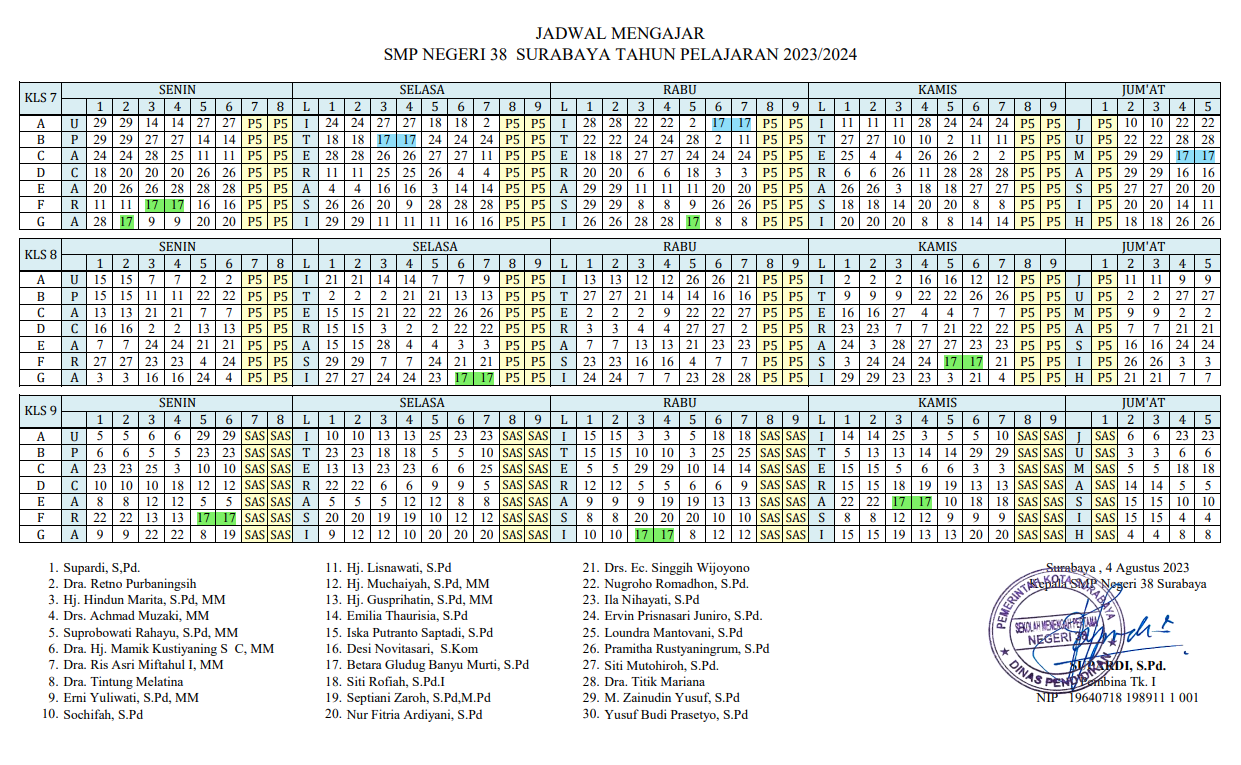 JADWAL MENGAJAR
SMP NEGERI 38 SURABAYA TAHUN PELAJARAN 2023/2024
KLS 7 SENIN SELASA RABU KAMIS JUM'AT
1 2 3 4 5 6 7 8 L 1 2 3 4 5 6 7 8 9 L 1 2 3 4 5 6 7 8 9 L 1 2 3 4 5 6 7 8 9 1 2 3 4 5
A U 29 29 14 14 27 27 P5 P5 I 24 24 27 27 18 18 2 P5 P5 I 28 28 22 22 2 17 17 P5 P5 I 11 11 11 28 24 24 24 P5 P5 J P5 10 10 22 22
B P 29 29 27 27 14 14 P5 P5 T 18 18 17 17 24 24 24 P5 P5 T 22 22 24 24 28 2 11 P5 P5 T 27 27 10 10 2 11 11 P5 P5 U P5 22 22 28 28
C A 24 24 28 25 11 11 P5 P5 E 28 28 26 26 27 27 11 P5 P5 E 18 18 27 27 24 24 24 P5 P5 E 25 4 4 26 26 2 2 P5 P5 M P5 29 29 17 17
D C 18 20 20 20 26 26 P5 P5 R 11 11 25 25 26 4 4 P5 P5 R 20 20 6 6 18 3 3 P5 P5 R 6 6 26 11 28 28 28 P5 P5 A P5 29 29 16 16
E A 20 26 26 28 28 28 P5 P5 A 4 4 16 16 3 14 14 P5 P5 A 29 29 11 11 11 20 20 P5 P5 A 26 26 3 18 18 27 27 P5 P5 S P5 27 27 20 20
F R 11 11 17 17 16 16 P5 P5 S 26 26 20 9 28 28 28 P5 P5 S 29 29 8 8 9 26 26 P5 P5 S 18 18 14 20 20 8 8 P5 P5 I P5 20 20 14 11
G A 28 17 9 9 20 20 P5 P5 I 29 29 11 11 11 16 16 P5 P5 I 26 26 28 28 17 8 8 P5 P5 I 20 20 20 8 8 14 14 P5 P5 H P5 18 18 26 26
KLS 8 SENIN SELASA RABU KAMIS JUM'AT
1 2 3 4 5 6 7 8 L 1 2 3 4 5 6 7 8 9 L 1 2 3 4 5 6 7 8 9 L 1 2 3 4 5 6 7 8 9 1 2 3 4 5
A U 15 15 7 7 2 2 P5 P5 I 21 21 14 14 7 7 9 P5 P5 I 13 13 12 12 26 26 21 P5 P5 I 2 2 2 16 16 12 12 P5 P5 J P5 11 11 9 9
B P 15 15 11 11 22 22 P5 P5 T 2 2 2 21 21 13 13 P5 P5 T 27 27 21 14 14 16 16 P5 P5 T 9 9 9 22 22 26 26 P5 P5 U P5 2 2 27 27
C A 13 13 21 21 7 7 P5 P5 E 15 15 21 22 22 26 26 P5 P5 E 2 2 2 9 22 22 27 P5 P5 E 16 16 27 4 4 7 7 P5 P5 M P5 9 9 2 2
D C 16 16 2 2 13 13 P5 P5 R 15 15 3 2 2 22 22 P5 P5 R 3 3 4 4 27 27 2 P5 P5 R 23 23 7 7 21 22 22 P5 P5 A P5 7 7 21 21
E A 7 7 24 24 21 21 P5 P5 A 15 15 28 4 4 3 3 P5 P5 A 7 7 13 13 21 21 27 P5 P5 A 24 3 28 27 27 23 23 P5 P5 S P5 16 16 24 24
F R 27 27 23 23 4 24 P5 P5 S 29 29 7 7 24 21 21 P5 P5 S 23 23 16 16 4 7 7 P5 P5 S 3 24 24 24 17 17 21 P5 P5 I P5 26 26 3 3
G A 3 3 16 16 24 4 P5 P5 I 27 27 24 24 23 17 17 P5 P5 I 24 24 7 7 23 28 28 P5 P5 I 29 29 23 23 3 21 4 P5 P5 H P5 21 21 7 7
KLS 9 SENIN SELASA RABU KAMIS JUM'AT
1 2 3 4 5 6 7 8 L 1 2 3 4 5 6 7 8 9 L 1 2 3 4 5 6 7 8 9 L 1 2 3 4 5 6 7 8 9 1 2 3 4 5
A U 5 5 6 6 29 29 SAS SAS I 10 10 13 13 25 23 23 SAS SAS I 15 15 3 3 5 18 18 SAS SAS I 14 14 25 3 5 5 10 SAS SAS J SAS 6 6 23 23
B P 6 6 5 5 23 23 SAS SAS T 23 23 18 18 5 5 10 SAS SAS T 15 15 10 10 3 25 25 SAS SAS T 5 13 13 14 14 29 29 SAS SAS U SAS 3 3 6 6
C A 23 23 25 3 10 10 SAS SAS E 13 13 23 23 6 6 25 SAS SAS E 5 5 29 29 10 14 14 SAS SAS E 15 15 5 6 6 3 3 SAS SAS M SAS 5 5 18 18
D C 10 10 10 18 12 12 SAS SAS R 22 22 6 6 9 9 5 SAS SAS R 12 12 5 5 6 6 9 SAS SAS R 15 15 18 19 19 13 13 SAS SAS A SAS 14 14 5 5
E A 8 8 12 12 5 5 SAS SAS A 5 5 5 12 12 8 8 SAS SAS A 9 9 9 19 19 13 13 SAS SAS A 22 22 17 17 10 18 18 SAS SAS S SAS 15 15 10 10
F R 22 22 13 13 17 17 SAS SAS S 20 20 19 19 10 12 12 SAS SAS S 8 8 20 20 20 10 10 SAS SAS S 8 8 12 12 9 9 9 SAS SAS I SAS 15 15 4 4
G A 9 9 22 22 8 19 SAS SAS I 9 12 12 10 20 20 20 SAS SAS I 10 10 17 17 8 12 12 SAS SAS I 15 15 19 13 13 20 20 SAS SAS H SAS 4 4 8 8
1. Supardi, S,Pd.
2. Dra. Retno Purbaningsih
3. Hj. Hindun Marita, S.Pd, MM
4. Drs. Achmad Muzaki, MM
5. Suprobowati Rahayu, S.Pd, MM
6. Dra. Hj. Mamik Kustiyaning S C, MM
7. Dra. Ris Asri Miftahul I, MM
8. Dra. Tintung Melatina
9. Erni Yuliwati, S.Pd, MM
10. Sochifah, S.Pd
11. Hj. Lisnawati, S.Pd
12. Hj. Muchaiyah, S.Pd, MM
13. Hj. Gusprihatin, S.Pd, MM
14. Emilia Thaurisia, S.Pd
15. Iska Putranto Saptadi, S.Pd
16. Desi Novitasari, S.Kom
17. Betara Gludug Banyu Murti, S.Pd
18. Siti Rofiah, S.Pd.I
19. Septiani Zaroh, S.Pd,M.Pd
20. Nur Fitria Ardiyani, S.Pd
21. Drs. Ec. Singgih Wijoyono
22. Nugroho Romadhon, S.Pd.
23. Ila Nihayati, S.Pd
24. Ervin Prisnasari Juniro, S.Pd.
25. Loundra Mantovani, S.Pd
26. Pramitha Rustyaningrum, S.Pd
27. Siti Mutohiroh, S.Pd.
28. Dra. Titik Mariana
29. M. Zainudin Yusuf, S.Pd
30. Yusuf Budi Prasetyo, S.Pd
Surabaya , 4 Agustus 2023
Kepala SMP Negeri 38 Surabaya
PEMERINTAH KOTA SURABAYA
SEKOLAH MENENGAH PERTAMA
NEGERI 38
DINAS PENDIDIKAN
SUPARDI, S.Pd.
Pembina Tk. I
NIP 19640718 198911 1 001